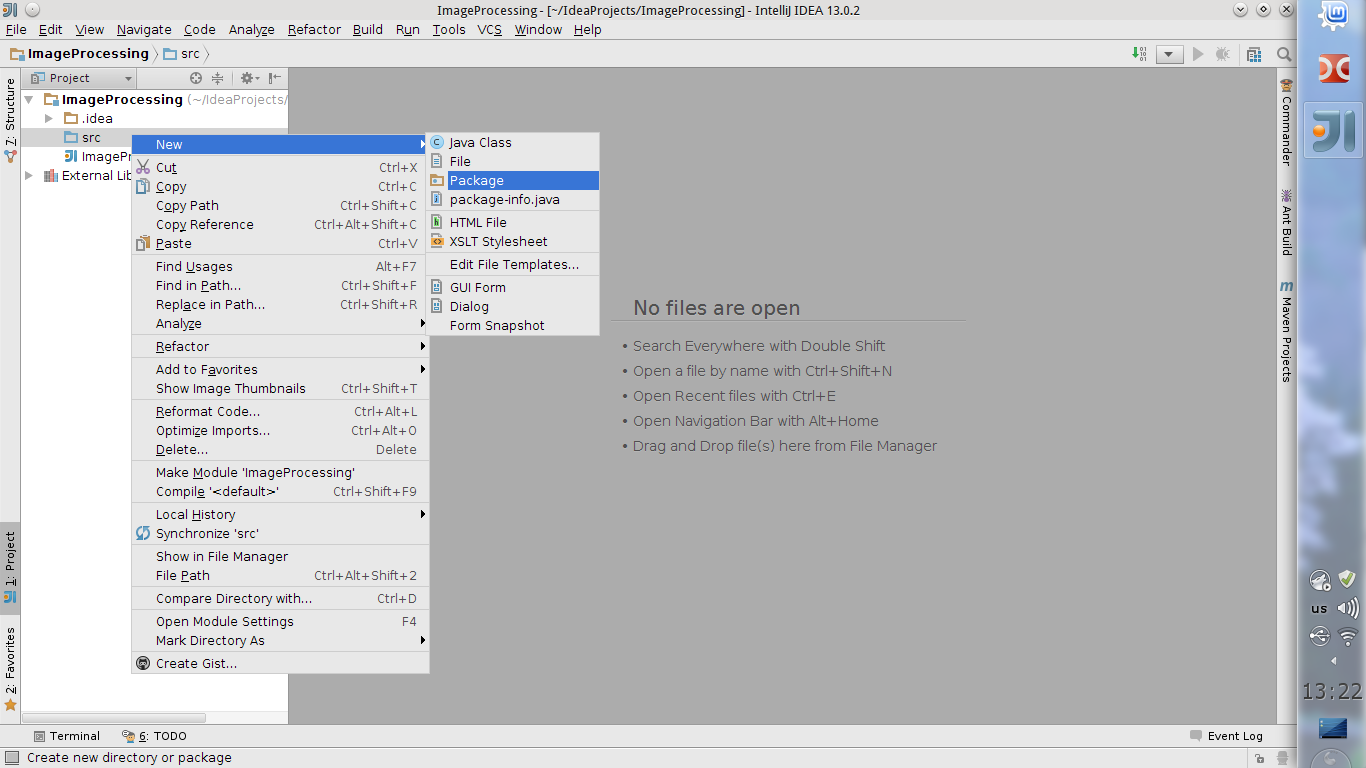 ImageProcessing - [~/IdeaProjects/ImageProcessing] - IntelliJ IDEA 13.0.2
File Edit View Navigate Code Analyze Refactor Build Run Tools VCS Window Help
ImageProcessing src
Project
ImageProcessing (~/IdeaProjects/
.idea
src
ImagePr
External Lib
New
Cut Ctrl+X
Copy Ctrl+C
Copy Path Ctrl+Shift+C
Copy Reference Ctrl+Alt+Shift+C
Paste Ctrl+V
Find Usages Alt+F7
Find in Path... Ctrl+Shift+F
Replace in Path... Ctrl+Shift+R
Analyze
Refactor
Add to Favorites
Show Image Thumbnails Ctrl+Shift+T
Reformat Code... Ctrl+Alt+L
Optimize Imports... Ctrl+Alt+O
Delete... Delete
Make Module 'ImageProcessing'
Compile '<default>' Ctrl+Shift+F9
Local History
Synchronize 'src'
Show in File Manager
File Path Ctrl+Alt+Shift+2
Compare Directory with... Ctrl+D
Open Module Settings F4
Mark Directory As
Create Gist...
Java Class
File
Package
package-info.java
HTML File
XSLT Stylesheet
Edit File Templates...
GUI Form
Dialog
Form Snapshot
No files are open
• Search Everywhere with Double Shift
• Open a file by name with Ctrl+Shift+N
• Open Recent files with Ctrl+E
• Open Navigation Bar with Alt+Home
• Drag and Drop file(s) here from File Manager
Z: Structure
1: Project
2: Favorites
Commander
Ant Build
m Maven Projects
Terminal 6: TODO Event Log
Create new directory or package
us
13:22